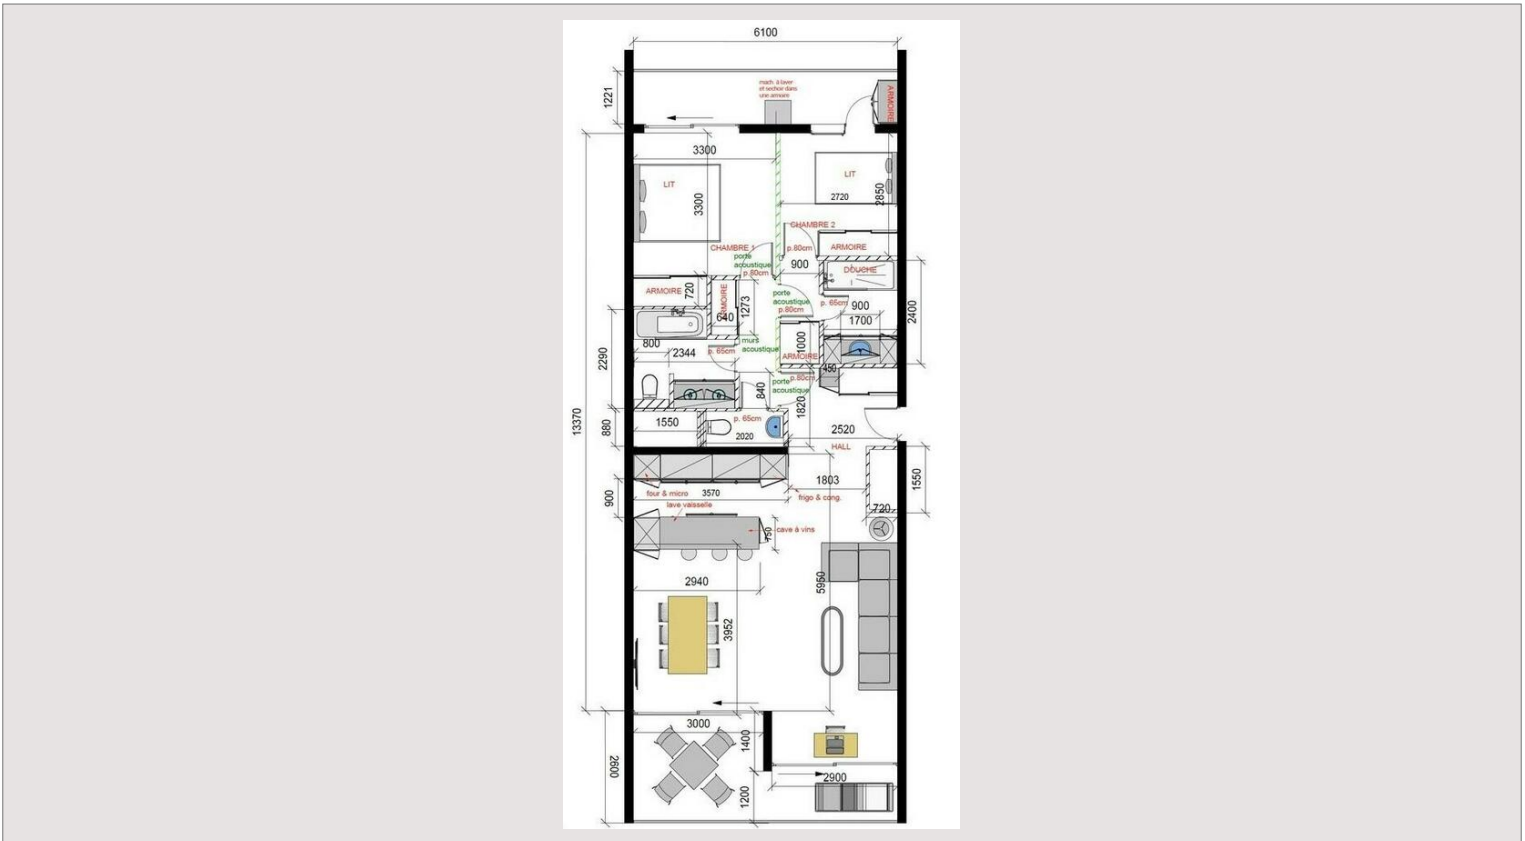 6100
mach. à laver
et sechoir dans
une armoire
ARMOIRE
1221
3300
LIT
LIT
2720
2850
3300
CHAMBRE 2
CHAMBRE 1
porte
acoustique
p.80cm
p.80cm
ARMOIRE
900
DOUCHE
ARMOIRE
720
ARMOIRE
640
1273
porte
acoustique
p.80cm
p. 65cm
900
1700
2400
800
2344
p. 65cm
murs
acoustique
1000
ARMOIRE
450
2290
p.80cm
porte
acoustique
840
1820
13370
880
1550
p. 65cm
2020
2520
HALL
1550
900
four & micro
3570
lave vaisselle
1803
frigo & cong.
720
cave à vins
750
2940
5950
3952
3000
1400
2600
2900
1200